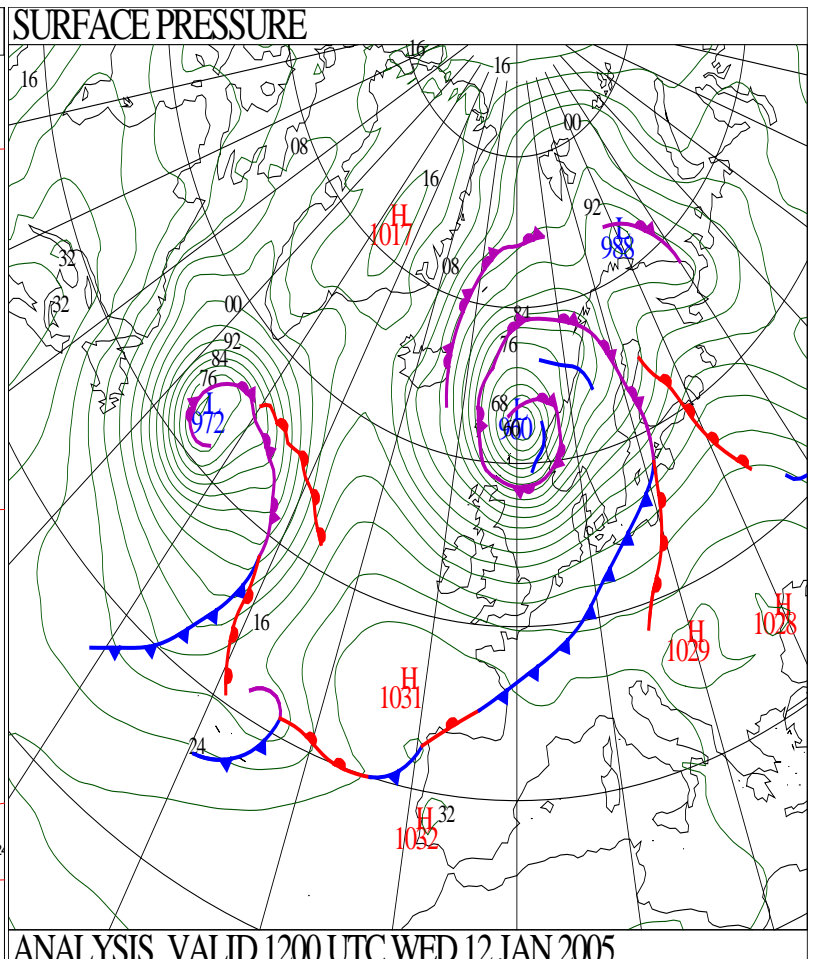 SURFACE PRESSURE
16
16
16
00
08
16
92
H
1017
L
988
32
08
32
00
84
92
76
84
76
68
L
972
L
960
16
H
1028
H
1029
H
1031
24
H
32
1032
ANALYSIS VALID 1200 UTC WED 12 JAN 2005